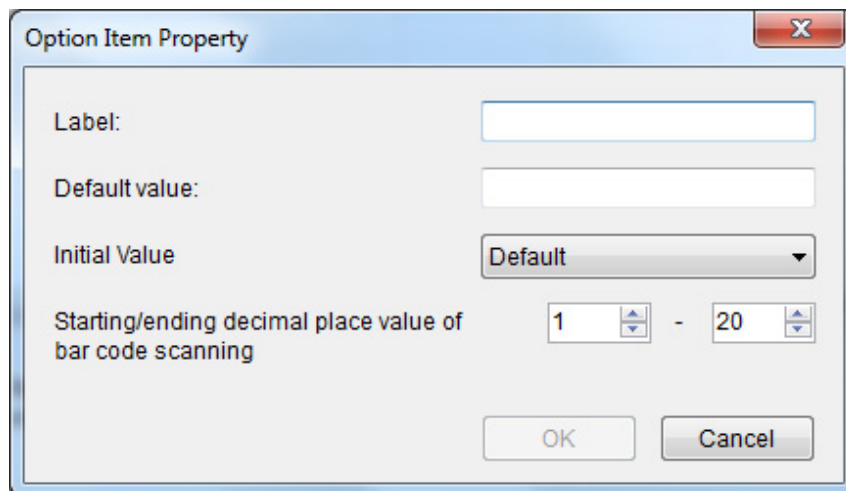 Option Item Property
Label:
Default value:
Initial Value Default
Starting/ending decimal place value of
bar code scanning
1 - 20
OK Cancel